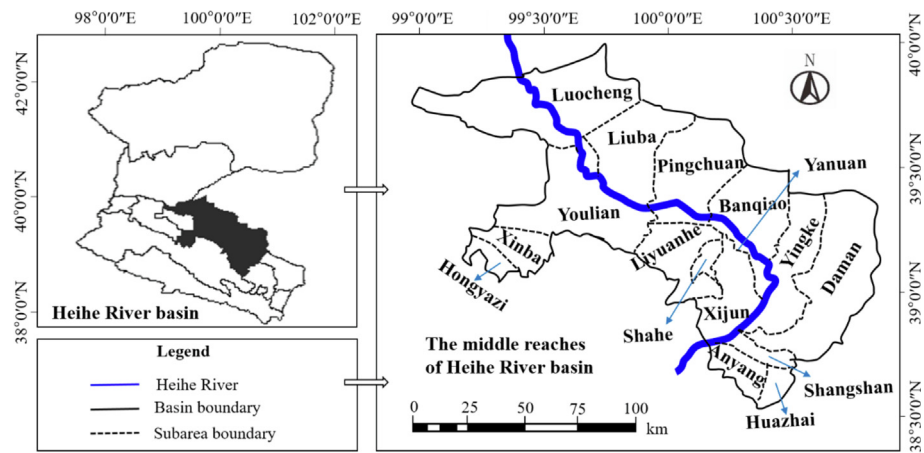 98°0′0″E
100°0′0″E
102°0′0″E
42°0′0″N
40°0′0″N
38°0′0″N
Heihe River basin
Legend
Heihe River
Basin boundary
Subarea boundary
99°0′0″E
99°30′0″E
100°0′0″E
100°30′0″E
40°0′0″N
39°30′0″N
39°0′0″N
38°30′0″N
N
Luocheng
Liuba
Pingchuan
Yanuan
Banqiao
Youlian
Yingke
Liyuanhe
Xinba
Daman
Hongyazi
Xijun
Shahe
Anyang
Shangshan
Huazhai
The middle reaches
of Heihe River basin
0 25 50 75 100
km